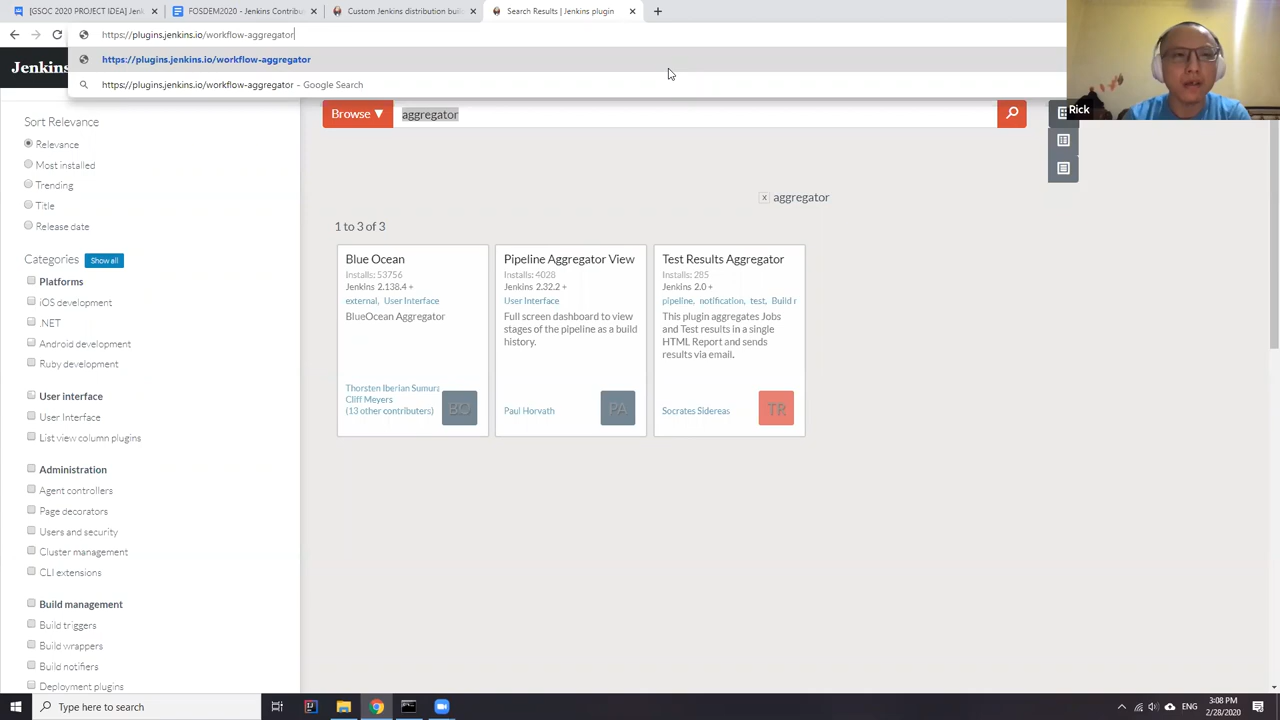 [GSOC 2020 PROJECT IDEA] Jenk
FOSDEM2020 - Jenkins Contribu
Custom Jenkins distribution buil
Search Results | Jenkins plugin
https://plugins.jenkins.io/workflow-aggregator
https://plugins.jenkins.io/workflow-aggregator
https://plugins.jenkins.io/workflow-aggregator - Google Search
Jenkins
Rick
Browse ▼
aggregator
x aggregator
1 to 3 of 3
Sort Relevance
Relevance
Most installed
Trending
Title
Release date
Categories
Show all
Platforms
iOS development
.NET
Android development
Ruby development
User interface
User Interface
List view column plugins
Administration
Agent controllers
Page decorators
Users and security
Cluster management
CLI extensions
Build management
Build triggers
Build wrappers
Build notifiers
Deployment plugins
Blue Ocean
Installs: 53756
Jenkins 2.138.4 +
external, User Interface
BlueOcean Aggregator
Thorsten Iberian Sumura
Cliff Meyers
(13 other contributors)
BO
Pipeline Aggregator View
Installs: 4028
Jenkins 2.32.2 +
User Interface
Full screen dashboard to view
stages of the pipeline as a build
history.
Paul Horvath
PA
Test Results Aggregator
Installs: 285
Jenkins 2.0 +
pipeline, notification, test, Build r
This plugin aggregates Jobs
and Test results in a single
HTML Report and sends
results via email.
Socrates Sidereas
TR
Type here to search
ENG
3:08 PM
2/28/2020